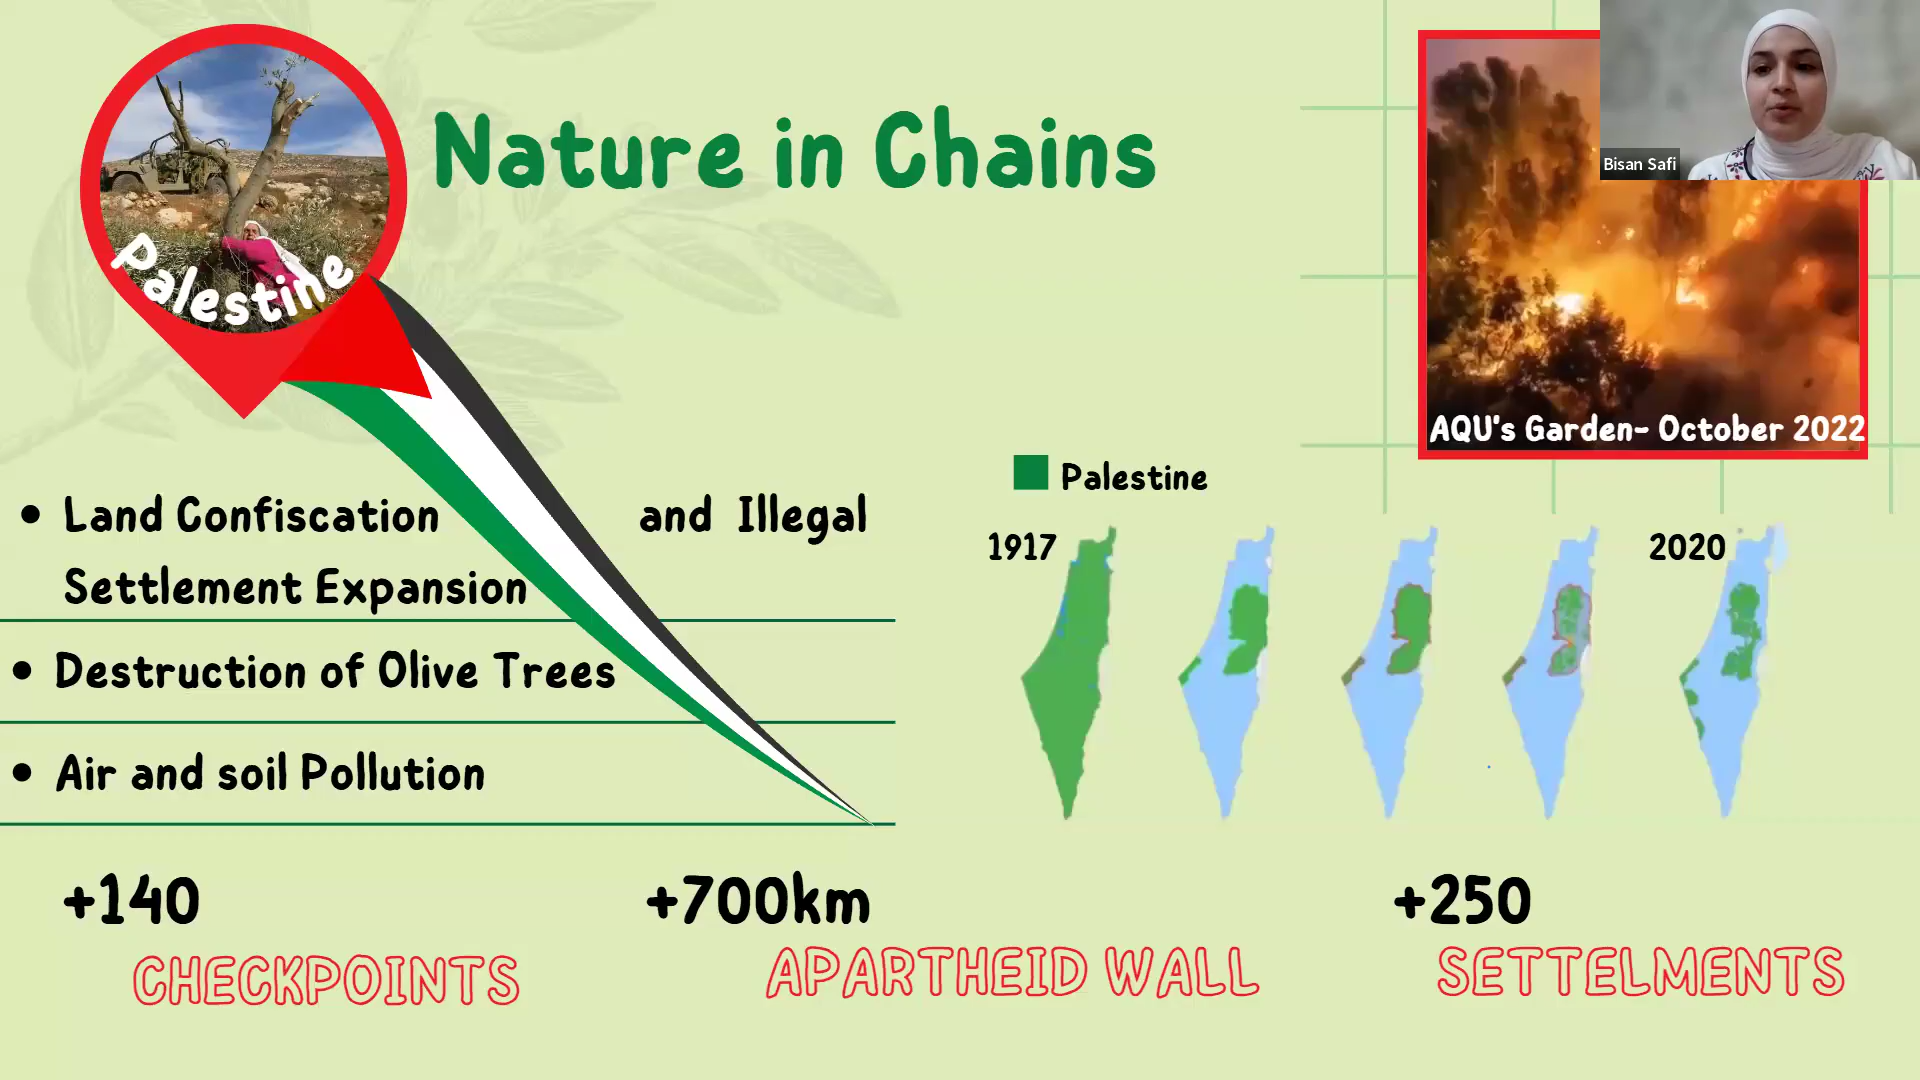 Nature in Chains
Bisan Safi
Palestine
AQU's Garden- October 2022
Land Confiscation and Illegal
Settlement Expansion
Destruction of Olive Trees
Air and soil Pollution
Palestine
1917
2020
+140
CHECKPOINTS
+700km
APARTHEID WALL
+250
SETTELMENTS